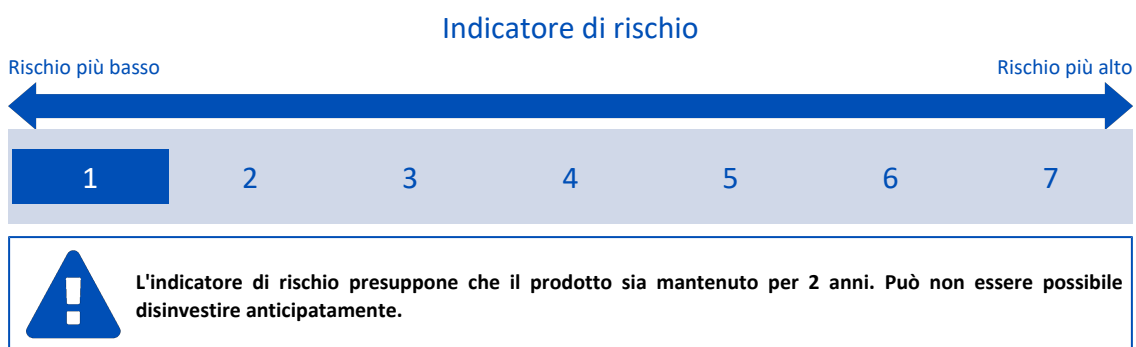 Indicatore di rischio
Rischio più basso Rischio più alto
1 2 3 4 5 6 7
L'indicatore di rischio presuppone che il prodotto sia mantenuto per 2 anni. Può non essere possibile
disinvestire anticipatamente.